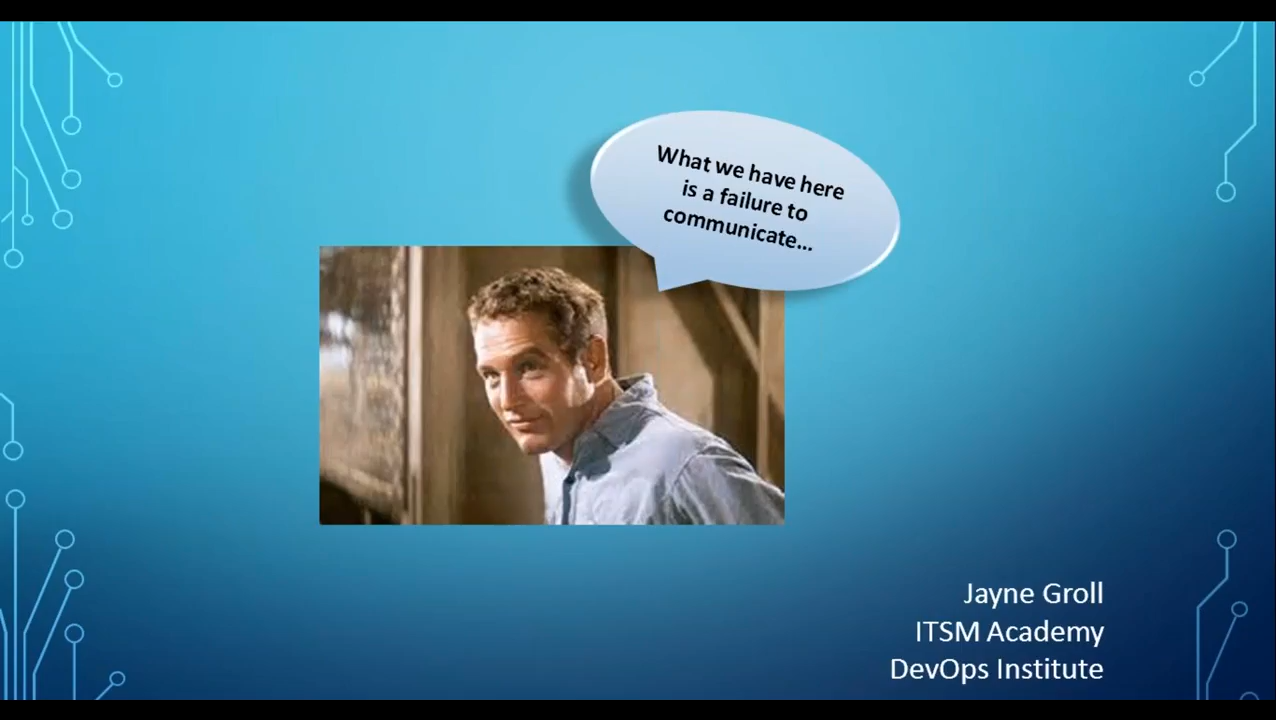 What we have here
is a failure to
communicate...
Jayne Groll
ITSM Academy
DevOps Institute